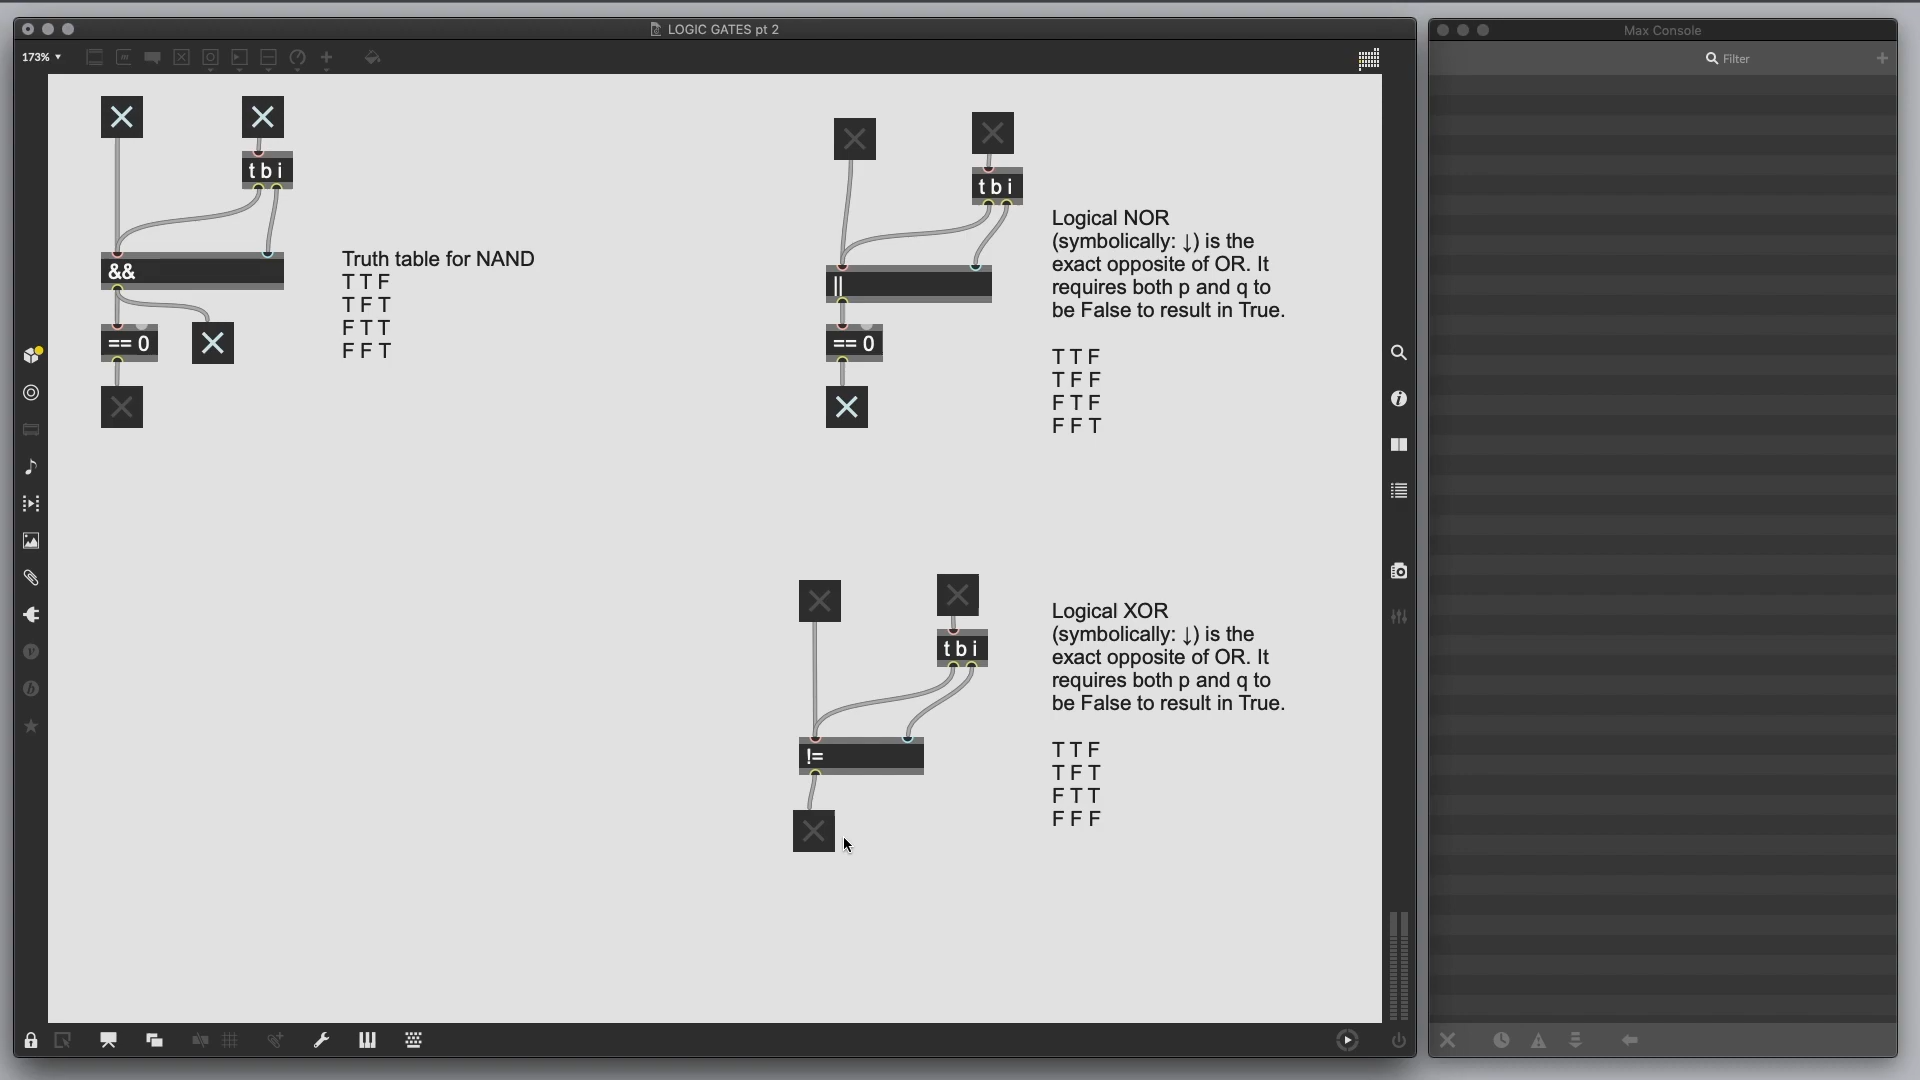 LOGIC GATES pt 2
Max Console
173%
Filter
t b i
t b i
&&
||
== 0
== 0
Truth table for NAND
T T F
T F T
F T T
F F T
Logical NOR
(symbolically: ↓) is the
exact opposite of OR. It
requires both p and q to
be False to result in True.
T T F
T F F
F T F
F F T
t b i
!=
Logical XOR
(symbolically: ↓) is the
exact opposite of OR. It
requires both p and q to
be False to result in True.
T T F
T F T
F T T
F F F